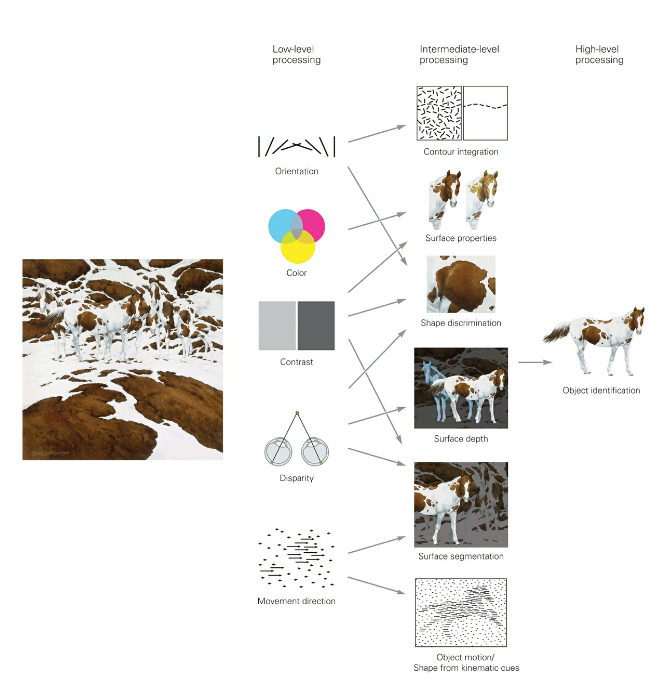 Low-level
processing
Intermediate-level
processing
High-level
processing
Orientation
Contour integration
Color
Surface properties
Contrast
Shape discrimination
Object identification
Disparity
Surface depth
Surface segmentation
Movement direction
Object motion/
Shape from kinematic cues